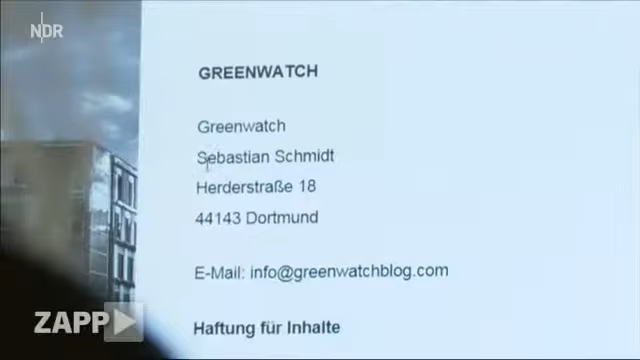 NDR
GREENWATCH
Greenwatch
Sebastian Schmidt
Herderstraße 18
44143 Dortmund
E-Mail: info@greenwatchblog.com
Haftung für Inhalte
ZAPP